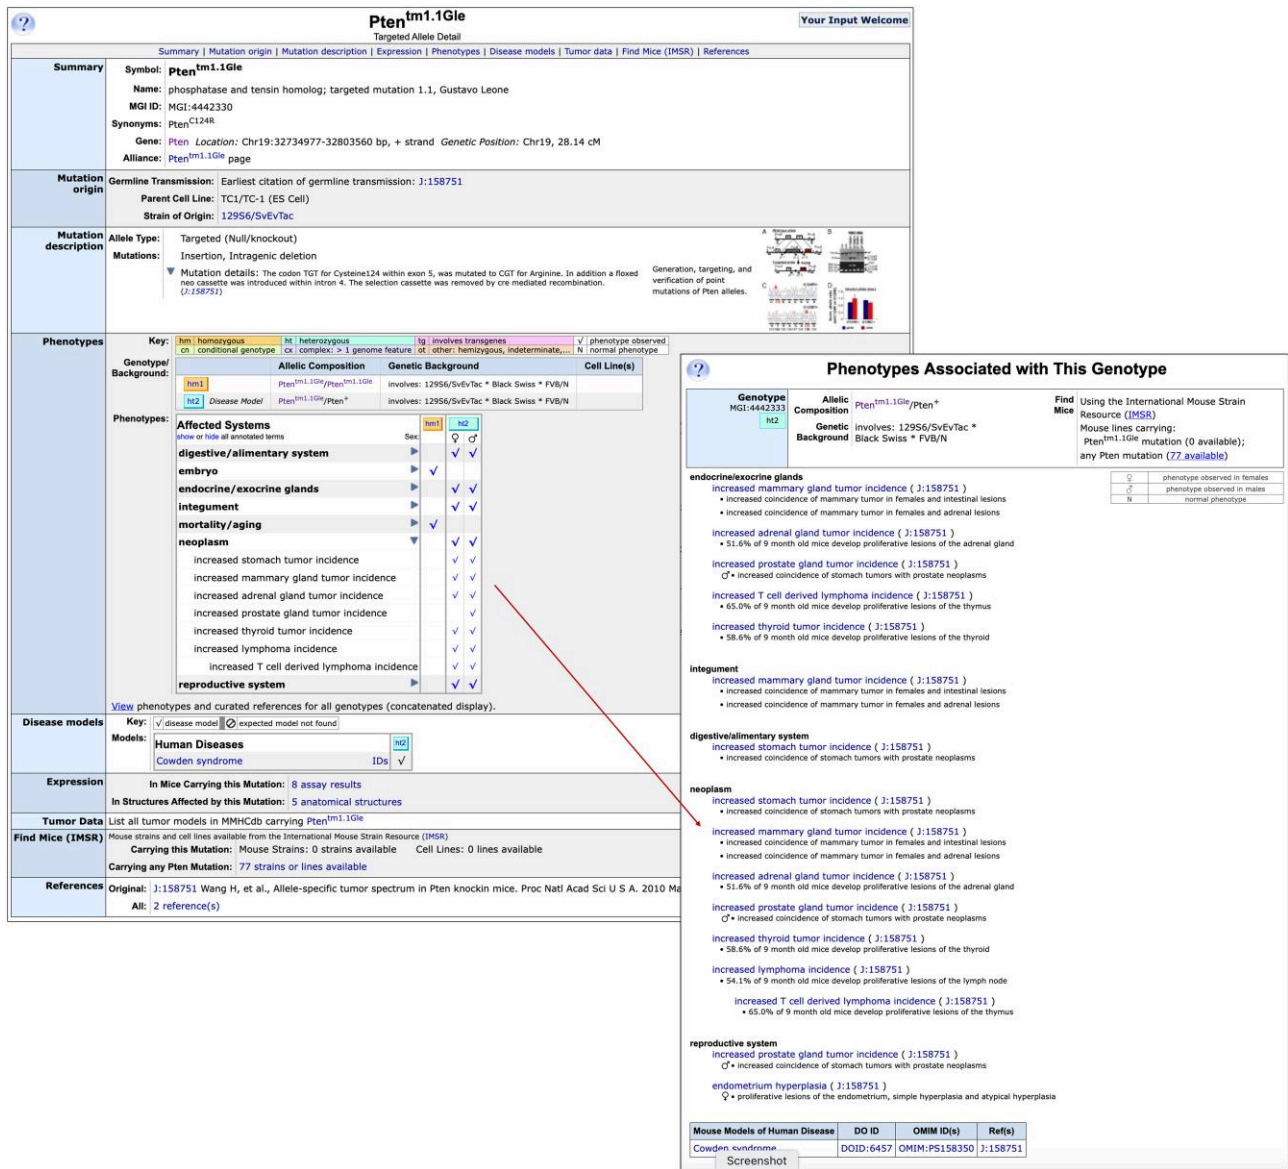 Pten^tm1.1Gle
Targeted Allele Detail
Your Input Welcome
Summary | Mutation origin | Mutation description | Expression | Phenotypes | Disease models | Tumor data | Find Mice (IMSR) | References
Summary
Symbol: Pten^tm1.1Gle
Name: phosphatase and tensin homolog; targeted mutation 1.1, Gustavo Leone
MGI ID: MGI:4442330
Synonyms: Pten^C124R
Gene: Pten Location: Chr19:32734977-32803560 bp, + strand Genetic Position: Chr19, 28.14 cM
Alliance: Pten^tm1.1Gle page
Mutation origin
Germline Transmission: Earliest citation of germline transmission: J:158751
Parent Cell Line: TC1/TC-1 (ES Cell)
Strain of Origin: 129S6/SvEvTac
Mutation description
Allele Type: Targeted (Null/knockout)
Mutations: Insertion, Intragenic deletion
Mutation details: The codon TGT for Cysteine124 within exon 5, was mutated to CGT for Arginine. In addition a floxed
neo cassette was introduced within intron 4. The selection cassette was removed by cre mediated recombination.
(J:158751)
Generation, targeting, and
verification of point
mutations of Pten alleles.
A B
C D
Phenotypes
Key: hm homozygous ht heterozygous tg involves transgenes √ phenotype observed
cn conditional genotype cx complex: > 1 genome feature ot other: hemizygous, indeterminate,... N normal phenotype
Genotype/
Background:
Allelic Composition Genetic Background Cell Line(s)
hm1 Pten^tm1.1Gle/Pten^tm1.1Gle involves: 129S6/SvEvTac * Black Swiss * FVB/N
ht2 Disease Model Pten^tm1.1Gle/Pten^+ involves: 129S6/SvEvTac * Black Swiss * FVB/N
Phenotypes:
Affected Systems hm1 ht2
show or hide all annotated terms Sex: ♀ ♂
digestive/alimentary system √ √
embryo √
endocrine/exocrine glands √ √
integument √ √
mortality/aging √
neoplasm √ √
increased stomach tumor incidence √ √
increased mammary gland tumor incidence √ √
increased adrenal gland tumor incidence √ √
increased prostate gland tumor incidence √
increased thyroid tumor incidence √ √
increased lymphoma incidence √ √
increased T cell derived lymphoma incidence √ √
reproductive system √ √
View phenotypes and curated references for all genotypes (concatenated display).
Disease models
Key: √ disease model expected model not found
Models: Human Diseases ht2
Cowden syndrome IDs √
Expression
In Mice Carrying this Mutation: 8 assay results
In Structures Affected by this Mutation: 5 anatomical structures
Tumor Data List all tumor models in MMHCdb carrying Pten^tm1.1Gle
Find Mice (IMSR) Mouse strains and cell lines available from the International Mouse Strain Resource (IMSR)
Carrying this Mutation: Mouse Strains: 0 strains available Cell Lines: 0 lines available
Carrying any Pten Mutation: 77 strains or lines available
References Original: J:158751 Wang H, et al., Allele-specific tumor spectrum in Pten knockin mice. Proc Natl Acad Sci U S A. 2010 Ma
All: 2 reference(s)
Phenotypes Associated with This Genotype
Genotype
MGI:4442333
ht2
Allelic Composition Pten^tm1.1Gle/Pten^+
Genetic Background involves: 129S6/SvEvTac *
Black Swiss * FVB/N
Find Mice Using the International Mouse Strain
Resource (IMSR)
Mouse lines carrying:
Pten^tm1.1Gle mutation (0 available);
any Pten mutation (77 available)
♀ phenotype observed in females
♂ phenotype observed in males
N normal phenotype
endocrine/exocrine glands
increased mammary gland tumor incidence ( J:158751 )
• increased coincidence of mammary tumor in females and intestinal lesions
• increased coincidence of mammary tumor in females and adrenal lesions
increased adrenal gland tumor incidence ( J:158751 )
• 51.6% of 9 month old mice develop proliferative lesions of the adrenal gland
increased prostate gland tumor incidence ( J:158751 )
♂ • increased coincidence of stomach tumors with prostate neoplasms
increased T cell derived lymphoma incidence ( J:158751 )
• 65.0% of 9 month old mice develop proliferative lesions of the thymus
increased thyroid tumor incidence ( J:158751 )
• 58.6% of 9 month old mice develop proliferative lesions of the thyroid
integument
increased mammary gland tumor incidence ( J:158751 )
• increased coincidence of mammary tumor in females and intestinal lesions
• increased coincidence of mammary tumor in females and adrenal lesions
digestive/alimentary system
increased stomach tumor incidence ( J:158751 )
• increased coincidence of stomach tumors with prostate neoplasms
neoplasm
increased stomach tumor incidence ( J:158751 )
• increased coincidence of stomach tumors with prostate neoplasms
increased mammary gland tumor incidence ( J:158751 )
• increased coincidence of mammary tumor in females and intestinal lesions
• increased coincidence of mammary tumor in females and adrenal lesions
increased adrenal gland tumor incidence ( J:158751 )
• 51.6% of 9 month old mice develop proliferative lesions of the adrenal gland
increased prostate gland tumor incidence ( J:158751 )
♂ • increased coincidence of stomach tumors with prostate neoplasms
increased thyroid tumor incidence ( J:158751 )
• 58.6% of 9 month old mice develop proliferative lesions of the thyroid
increased lymphoma incidence ( J:158751 )
• 54.1% of 9 month old mice develop proliferative lesions of the lymph node
increased T cell derived lymphoma incidence ( J:158751 )
• 65.0% of 9 month old mice develop proliferative lesions of the thymus
reproductive system
increased prostate gland tumor incidence ( J:158751 )
♂ • increased coincidence of stomach tumors with prostate neoplasms
endometrium hyperplasia ( J:158751 )
♀ • proliferative lesions of the endometrium, simple hyperplasia and atypical hyperplasia
Mouse Models of Human Disease DO ID OMIM ID(s) Ref(s)
Cowden syndrome DOID:6457 OMIM:PS158350 J:158751
Screenshot